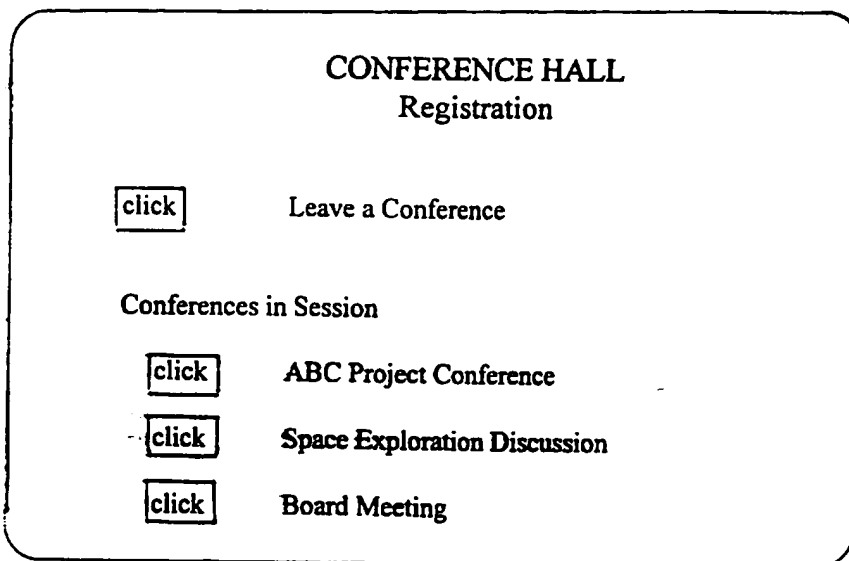 CONFERENCE HALL
Registration
click Leave a Conference
Conferences in Session
click ABC Project Conference
click Space Exploration Discussion
click Board Meeting